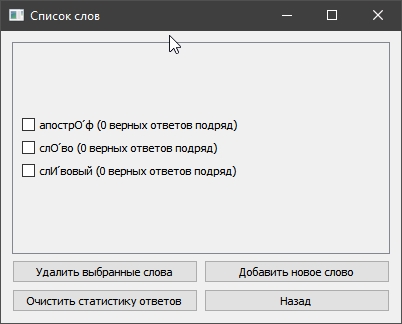 Список слов
апострО´ф (0 верных ответов подряд)
слО´во (0 верных ответов подряд)
слИ´вовый (0 верных ответов подряд)
Удалить выбранные слова
Добавить новое слово
Очистить статистику ответов
Назад